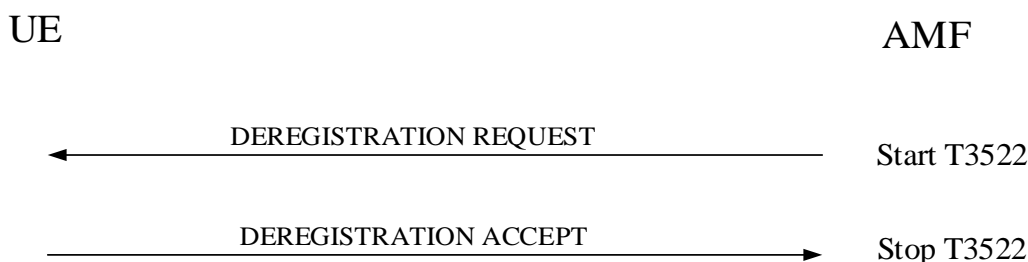 UE
AMF
DEREGISTRATION REQUEST
Start T3522
DEREGISTRATION ACCEPT
Stop T3522